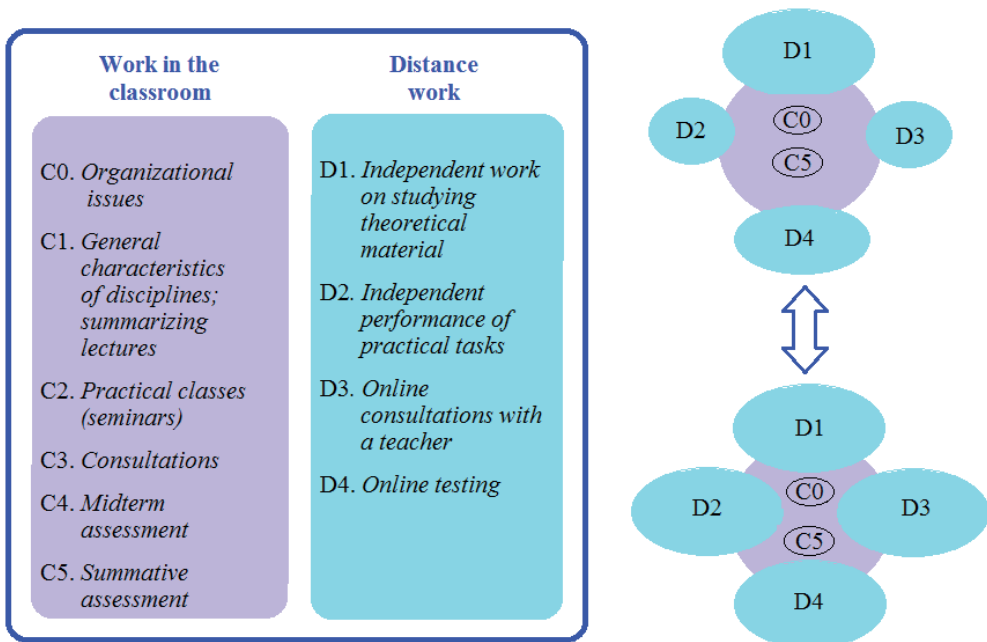 Work in the
classroom
C0. Organizational
issues
C1. General
characteristics
of disciplines;
summarizing
lectures
C2. Practical classes
(seminars)
C3. Consultations
C4. Midterm
assessment
C5. Summative
assessment
Distance
work
D1. Independent work
on studying
theoretical
material
D2. Independent
performance of
practical tasks
D3. Online
consultations with
a teacher
D4. Online testing
D1
C0
D2
D3
C5
D4
D1
C0
D2
D3
C5
D4